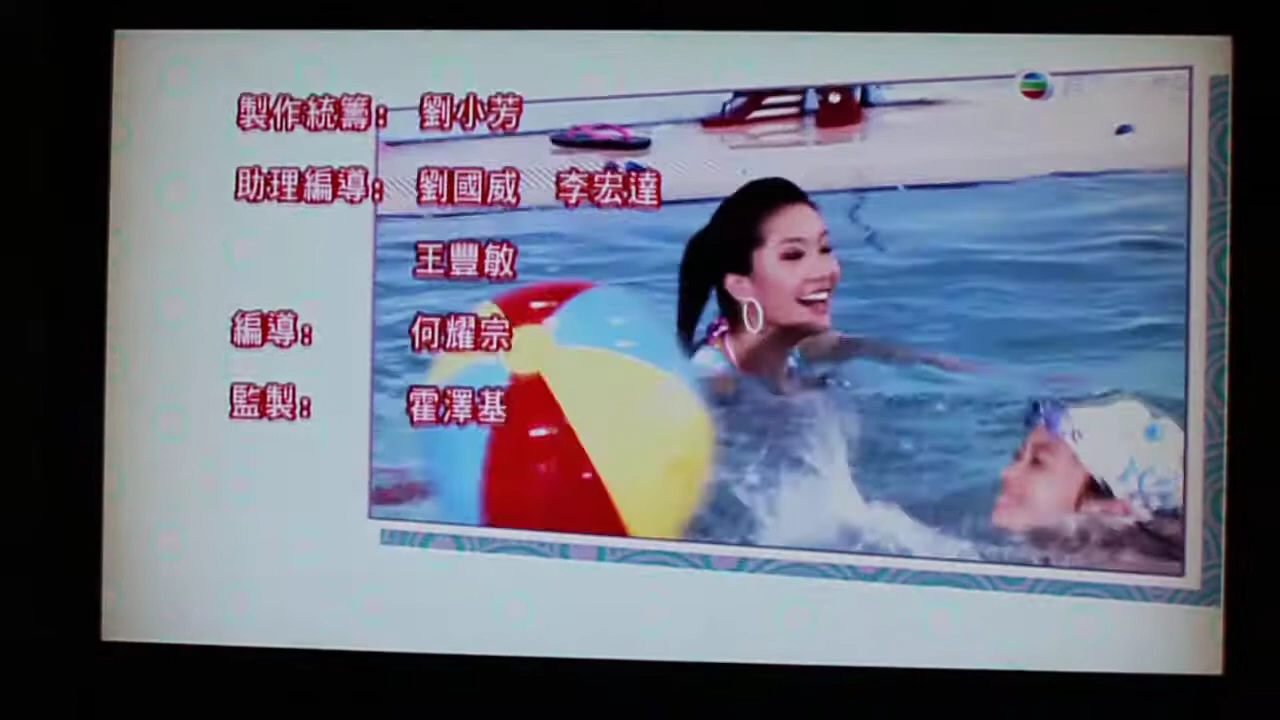 製作統籌: 劉小芳
助理編導: 劉國威 李宏達
王豐敏
編導: 何耀宗
監製: 霍澤基